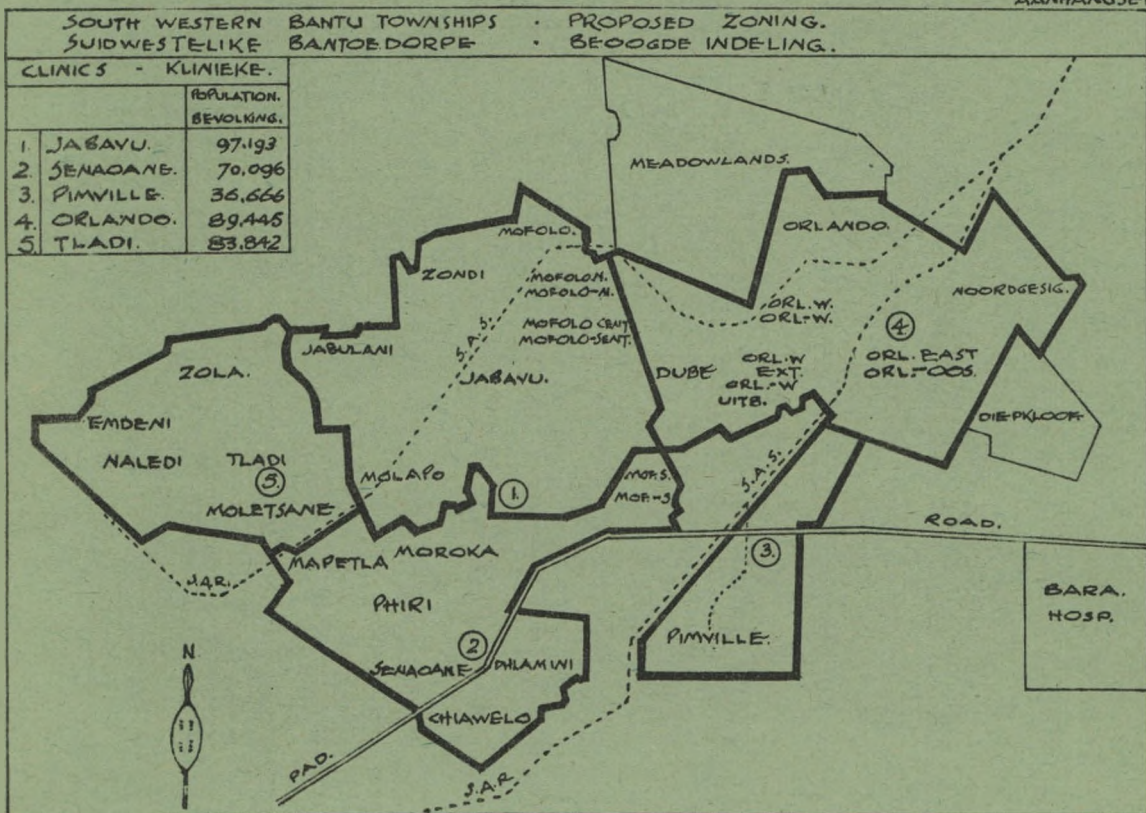 SOUTH WESTERN BANTU TOWNSHIPS · PROPOSED ZONING.
SUIDWESTELIKE BANTOEDORPE · BEOOGDE INDELING.
CLINICS - KLINIEKE.
POPULATION.
BEVOLKING.
1. JABAVU. 97.193
2. SENAOANE. 70.096
3. PIMVILLE. 36,666
4. ORLANDO. 89,445
5. TLADI. 83,842
MEADOWLANDS.
MOFOLO.
ORLANDO.
ZONDI
MOFOLO N.
MOFOLO-N.
NOORDGESIG.
ORL. W.
ORL-W.
MOFOLO CENT.
MOFOLO-SENT.
4
S.A.S.
JABULANI
ZOLA.
JABAVU.
DUBE
ORL. W
EXT.
ORL.-W
UITB.
ORL. EAST
ORL.-OOS.
EMDENI
DIEPKLOOF
NALEDI
TLADI
5
MOLAPO
MOF. S.
MOF.-S
S.A.S.
1.
MOLETSANE
ROAD.
MAPETLA
MOROKA
3.
S.A.R.
PHIRI
BARA.
HOSP.
2
PIMVILLE.
N
SENAOANE
DHLAMINI
CHIAWELO
PAD.
S.A.R